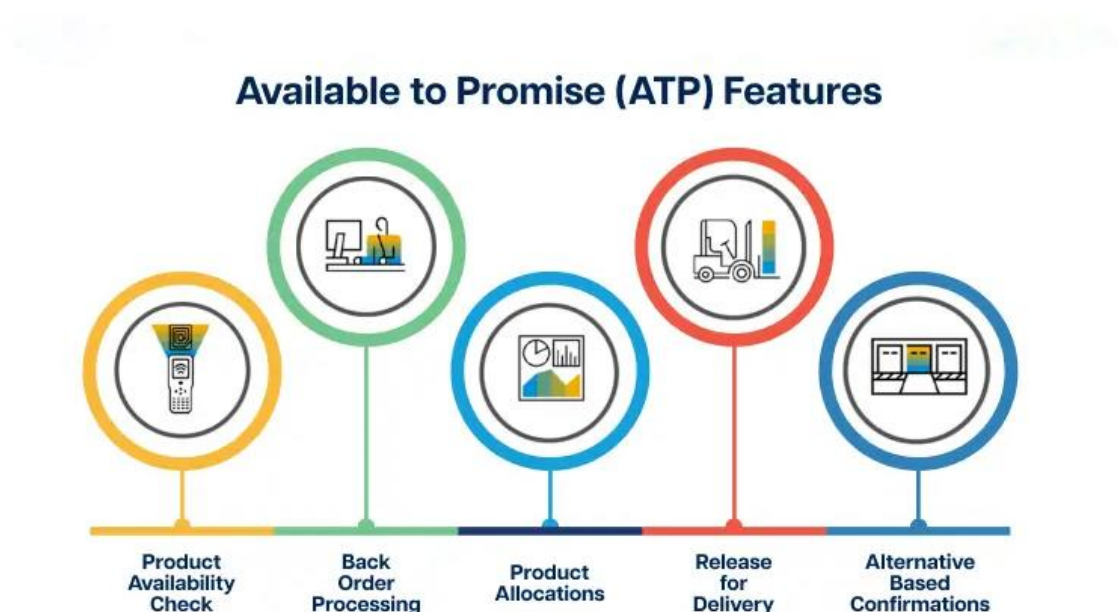 Available to Promise (ATP) Features
Product
Availability
Check
Back
Order
Processing
Product
Allocations
Release
for
Delivery
Alternative
Based
Confirmations